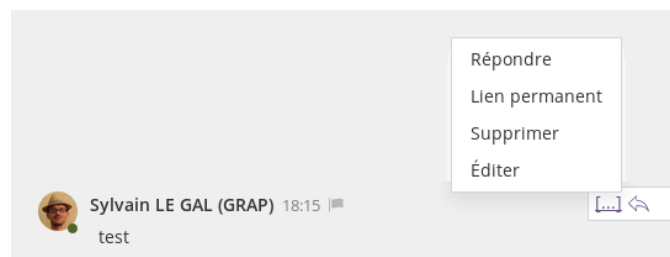 Répondre
Lien permanent
Supprimer
Éditer
Sylvain LE GAL (GRAP) 18:15
[...]
test